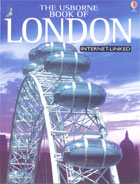 THE USBORNE
BOOK OF
LONDON
INTERNET-LINKED